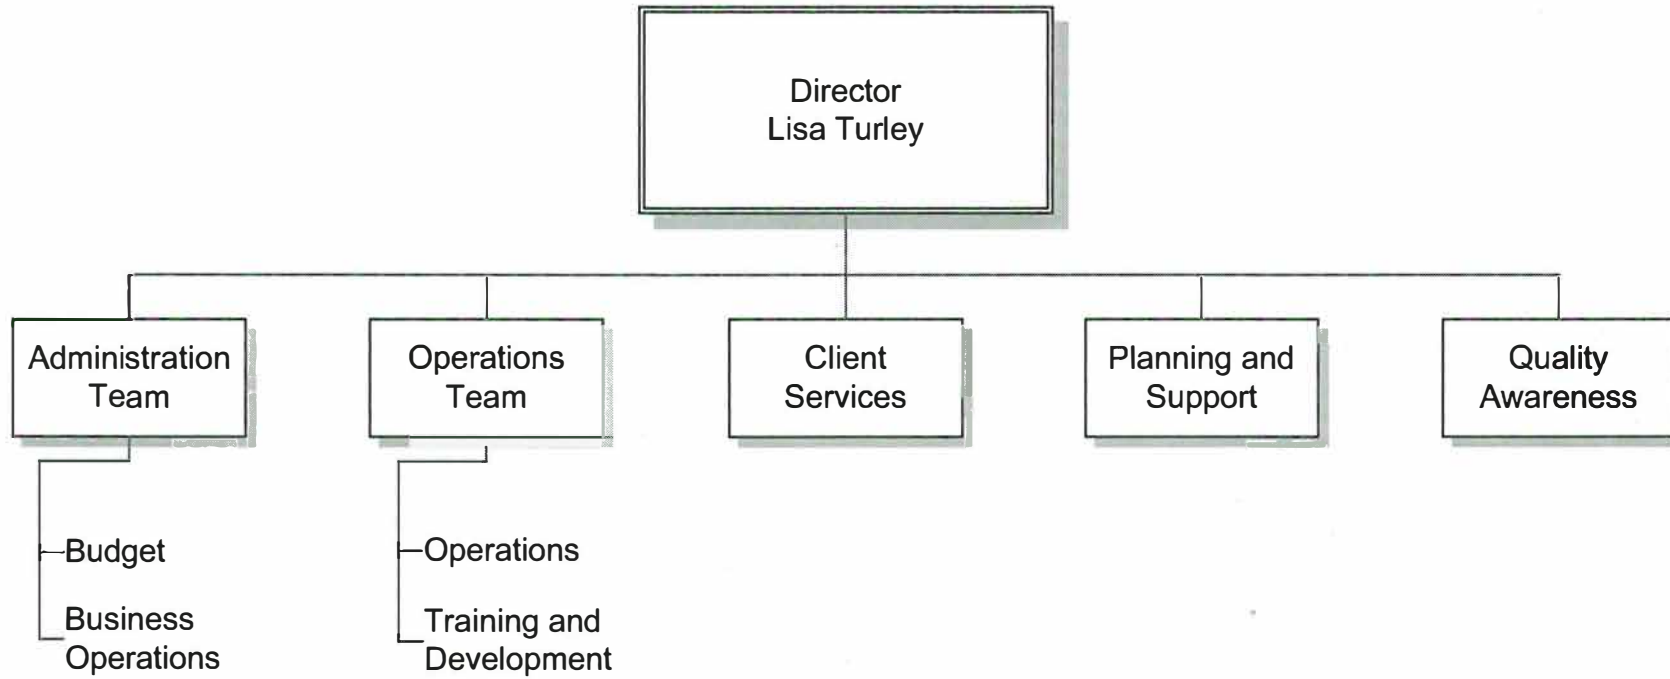 Director
Lisa Turley
Administration
Team
Operations
Team
Client
Services
Planning and
Support
Quality
Awareness
Budget
Business
Operations
Operations
Training and
Development